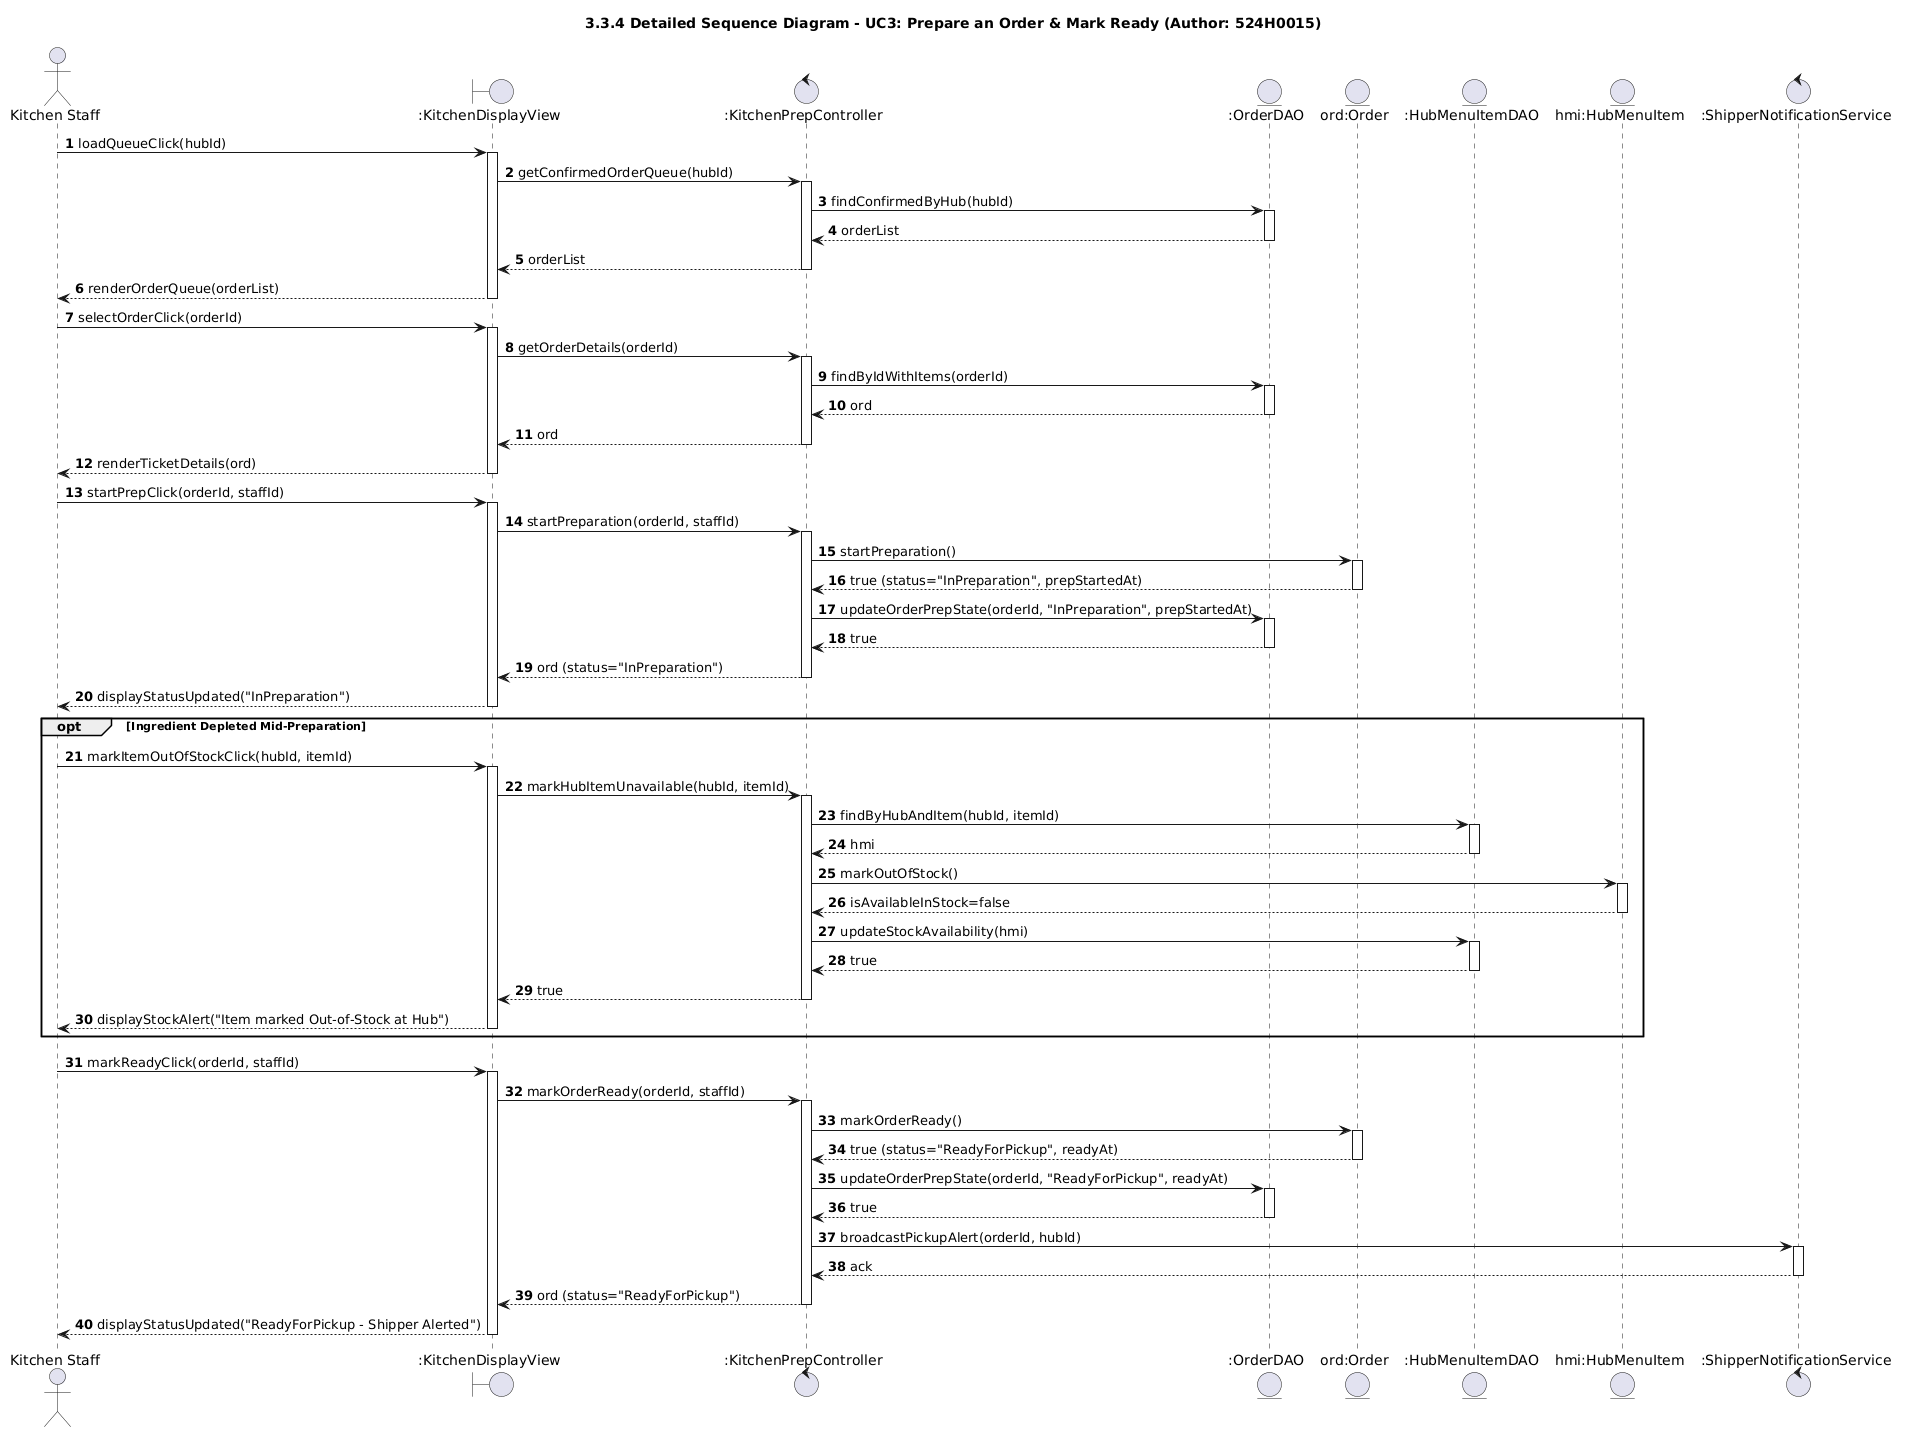 3.3.4 Detailed Sequence Diagram - UC3: Prepare an Order & Mark Ready (Author: 524H0015)
Kitchen Staff :KitchenDisplayView :KitchenPrepController :OrderDAO ord:Order :HubMenuItemDAO hmi:HubMenuItem :ShipperNotificationService
1 loadQueueClick(hubId)
2 getConfirmedOrderQueue(hubId)
3 findConfirmedByHub(hubId)
4 orderList
5 orderList
6 renderOrderQueue(orderList)
7 selectOrderClick(orderId)
8 getOrderDetails(orderId)
9 findByIdWithItems(orderId)
10 ord
11 ord
12 renderTicketDetails(ord)
13 startPrepClick(orderId, staffId)
14 startPreparation(orderId, staffId)
15 startPreparation()
16 true (status="InPreparation", prepStartedAt)
17 updateOrderPrepState(orderId, "InPreparation", prepStartedAt)
18 true
19 ord (status="InPreparation")
20 displayStatusUpdated("InPreparation")
opt [Ingredient Depleted Mid-Preparation]
21 markItemOutOfStockClick(hubId, itemId)
22 markHubItemUnavailable(hubId, itemId)
23 findByHubAndItem(hubId, itemId)
24 hmi
25 markOutOfStock()
26 isAvailableInStock=false
27 updateStockAvailability(hmi)
28 true
29 true
30 displayStockAlert("Item marked Out-of-Stock at Hub")
31 markReadyClick(orderId, staffId)
32 markOrderReady(orderId, staffId)
33 markOrderReady()
34 true (status="ReadyForPickup", readyAt)
35 updateOrderPrepState(orderId, "ReadyForPickup", readyAt)
36 true
37 broadcastPickupAlert(orderId, hubId)
38 ack
39 ord (status="ReadyForPickup")
40 displayStatusUpdated("ReadyForPickup - Shipper Alerted")
Kitchen Staff :KitchenDisplayView :KitchenPrepController :OrderDAO ord:Order :HubMenuItemDAO hmi:HubMenuItem :ShipperNotificationService